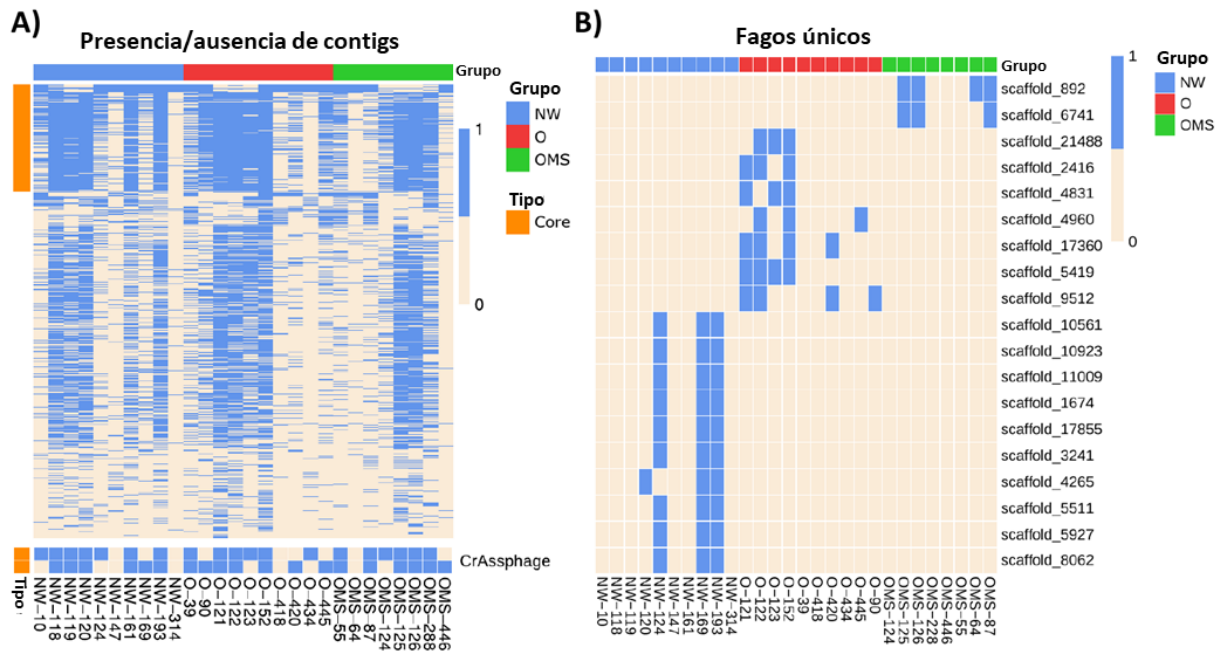 A)
Presencia/ausencia de contigs
Grupo
Grupo
NW
O
OMS
Tipo
Core
1
0
CrAssphage
Tipo
NW-10
NW-118
NW-119
NW-120
NW-124
NW-147
NW-161
NW-169
NW-193
NW-314
O-39
O-90
O-121
O-122
O-123
O-152
O-418
O-420
O-434
O-445
OMS-55
OMS-64
OMS-87
OMS-124
OMS-125
OMS-126
OMS-288
OMS-446
B)
Fagos únicos
Grupo
1
0
Grupo
NW
O
OMS
scaffold_892
scaffold_6741
scaffold_21488
scaffold_2416
scaffold_4831
scaffold_4960
scaffold_17360
scaffold_5419
scaffold_9512
scaffold_10561
scaffold_10923
scaffold_11009
scaffold_1674
scaffold_17855
scaffold_3241
scaffold_4265
scaffold_5511
scaffold_5927
scaffold_8062
NW-10
NW-118
NW-119
NW-120
NW-124
NW-147
NW-161
NW-169
NW-193
NW-314
O-121
O-122
O-123
O-152
O-39
O-418
O-420
O-434
O-445
O-90
OMS-124
OMS-125
OMS-126
OMS-228
OMS-446
OMS-55
OMS-64
OMS-87